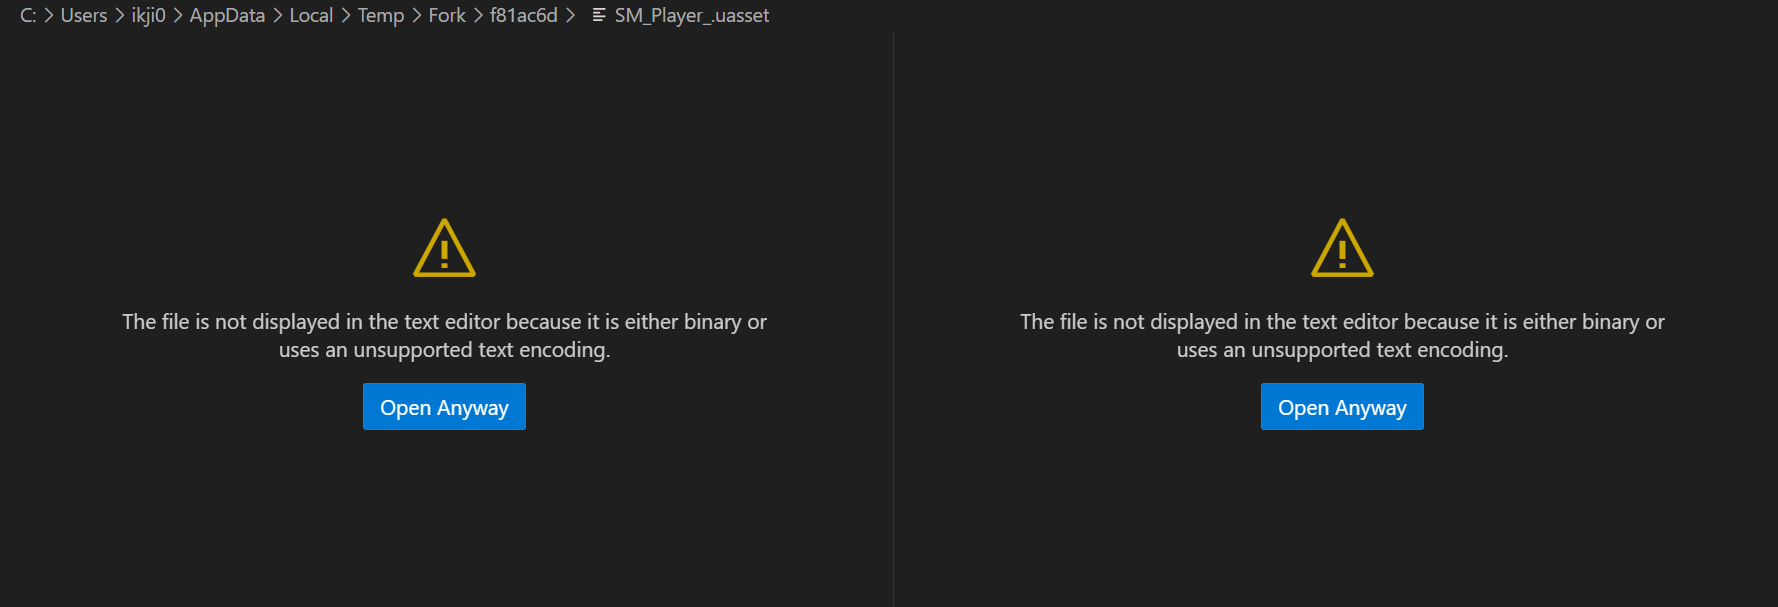 C: > Users > ikji0 > AppData > Local > Temp > Fork > f81ac6d > SM_Player_.uasset
The file is not displayed in the text editor because it is either binary or
uses an unsupported text encoding.
Open Anyway
The file is not displayed in the text editor because it is either binary or
uses an unsupported text encoding.
Open Anyway